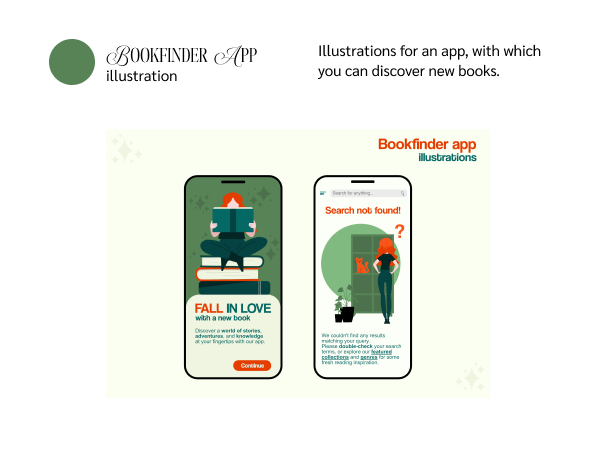 Bookfinder App
illustration
Illustrations for an app, with which
you can discover new books.
Bookfinder app
illustrations
FALL IN LOVE
with a new book
Discover a world of stories,
adventures, and knowledge
at your fingertips with our app.
Continue
Search for anything...
Search not found!
?
We couldn't find any results
matching your query.
Please double-check your search
terms, or explore our featured
collections and genres for some
fresh reading inspiration.